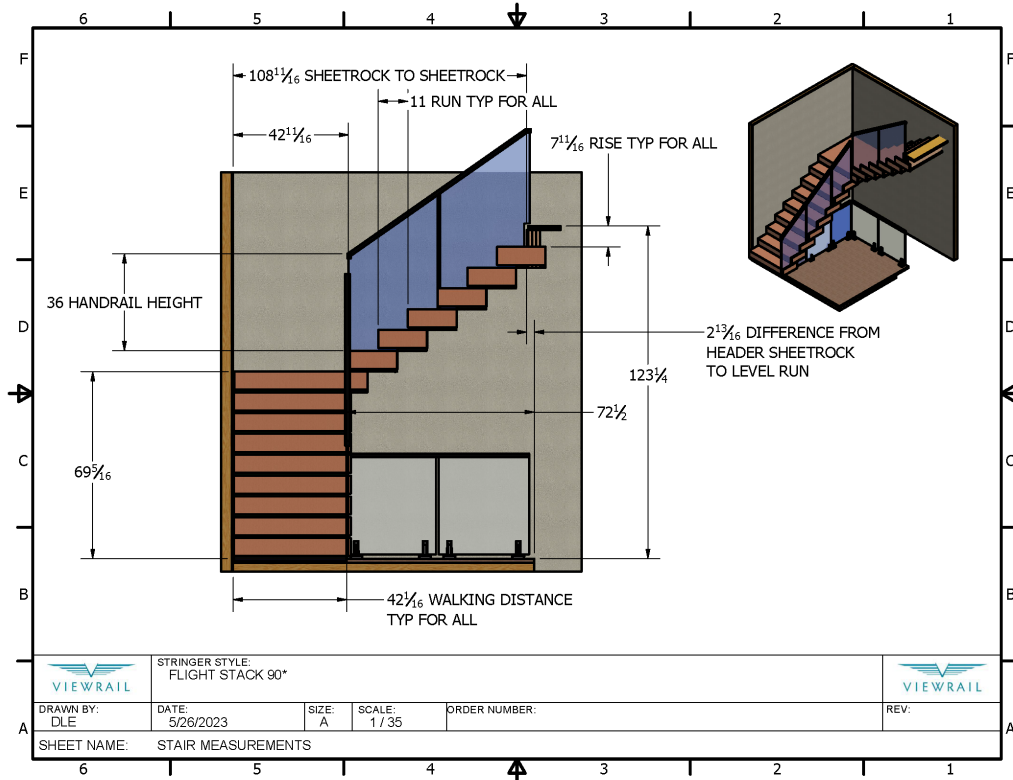 6 5 4 3 2 1
F F
108 11/16 SHEETROCK TO SHEETROCK
11 RUN TYP FOR ALL
42 11/16
7 11/16 RISE TYP FOR ALL
E E
36 HANDRAIL HEIGHT
D D
2 13/16 DIFFERENCE FROM
HEADER SHEETROCK
TO LEVEL RUN
123 1/4
72 1/2
C C
69 5/16
B B
42 1/16 WALKING DISTANCE
TYP FOR ALL
VIEWRAIL
STRINGER STYLE:
FLIGHT STACK 90*
VIEWRAIL
DRAWN BY:
DLE
DATE:
5/26/2023
SIZE:
A
SCALE:
1 / 35
ORDER NUMBER:
REV:
A A
SHEET NAME: STAIR MEASUREMENTS
6 5 4 3 2 1